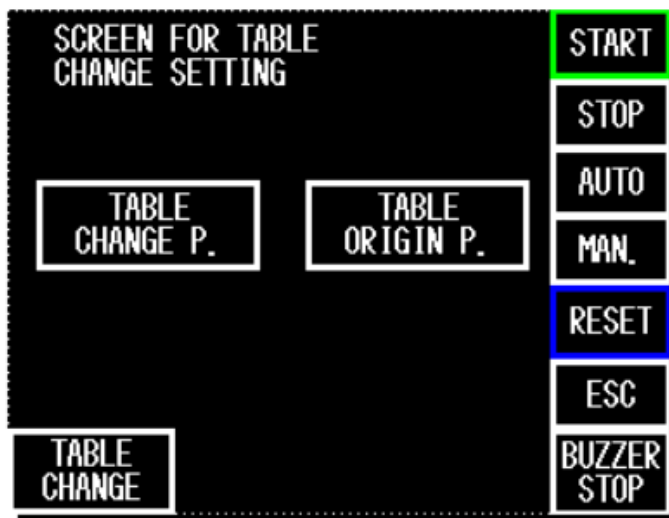 SCREEN FOR TABLE
CHANGE SETTING
TABLE
CHANGE P.
TABLE
ORIGIN P.
TABLE
CHANGE
START
STOP
AUTO
MAN.
RESET
ESC
BUZZER
STOP